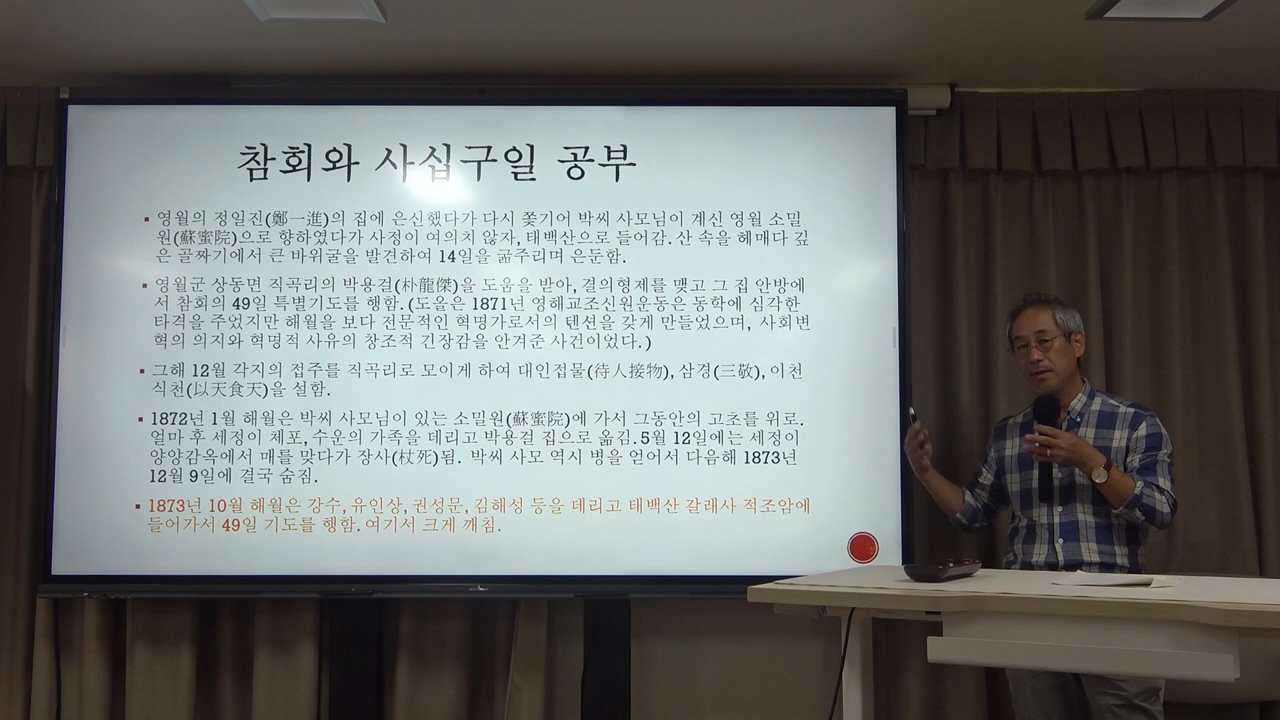 참회와 사십구일 공부
▪ 영월의 정일진(鄭一進)의 집에 은신했다가 다시 쫓기어 박씨 사모님이 계신 영월 소밀
원(蘇蜜院)으로 향하였다가 사정이 여의치 않자, 태백산으로 들어감. 산 속을 헤매다 깊
은 골짜기에서 큰 바위굴을 발견하여 14일을 굶주리며 은둔함.
▪ 영월군 상동면 직곡리의 박용걸(朴龍傑)을 도움을 받아, 결의형제를 맺고 그 집 안방에
서 참회의 49일 특별기도를 행함. (도올은 1871년 영해교조신원운동은 동학에 심각한
타격을 주었지만 해월을 보다 전문적인 혁명가로서의 텐션을 갖게 만들었으며, 사회변
혁의 의지와 혁명적 사유의 창조적 긴장감을 안겨준 사건이었다.)
▪ 그해 12월 각지의 접주를 직곡리로 모이게 하여 대인접물(待人接物), 삼경(三敬), 이천
식천(以天食天)을 설함.
▪ 1872년 1월 해월은 박씨 사모님이 있는 소밀원(蘇蜜院)에 가서 그동안의 고초를 위로.
얼마 후 세정이 체포, 수운의 가족을 데리고 박용걸 집으로 옮김. 5월 12일에는 세정이
양양감옥에서 매를 맞다가 장사(杖死)됨. 박씨 사모 역시 병을 얻어서 다음해 1873년
12월 9일에 결국 숨짐.
▪ 1873년 10월 해월은 강수, 유인상, 권성문, 김해성 등을 데리고 태백산 갈래사 적조암에
들어가서 49일 기도를 행함. 여기서 크게 깨침.